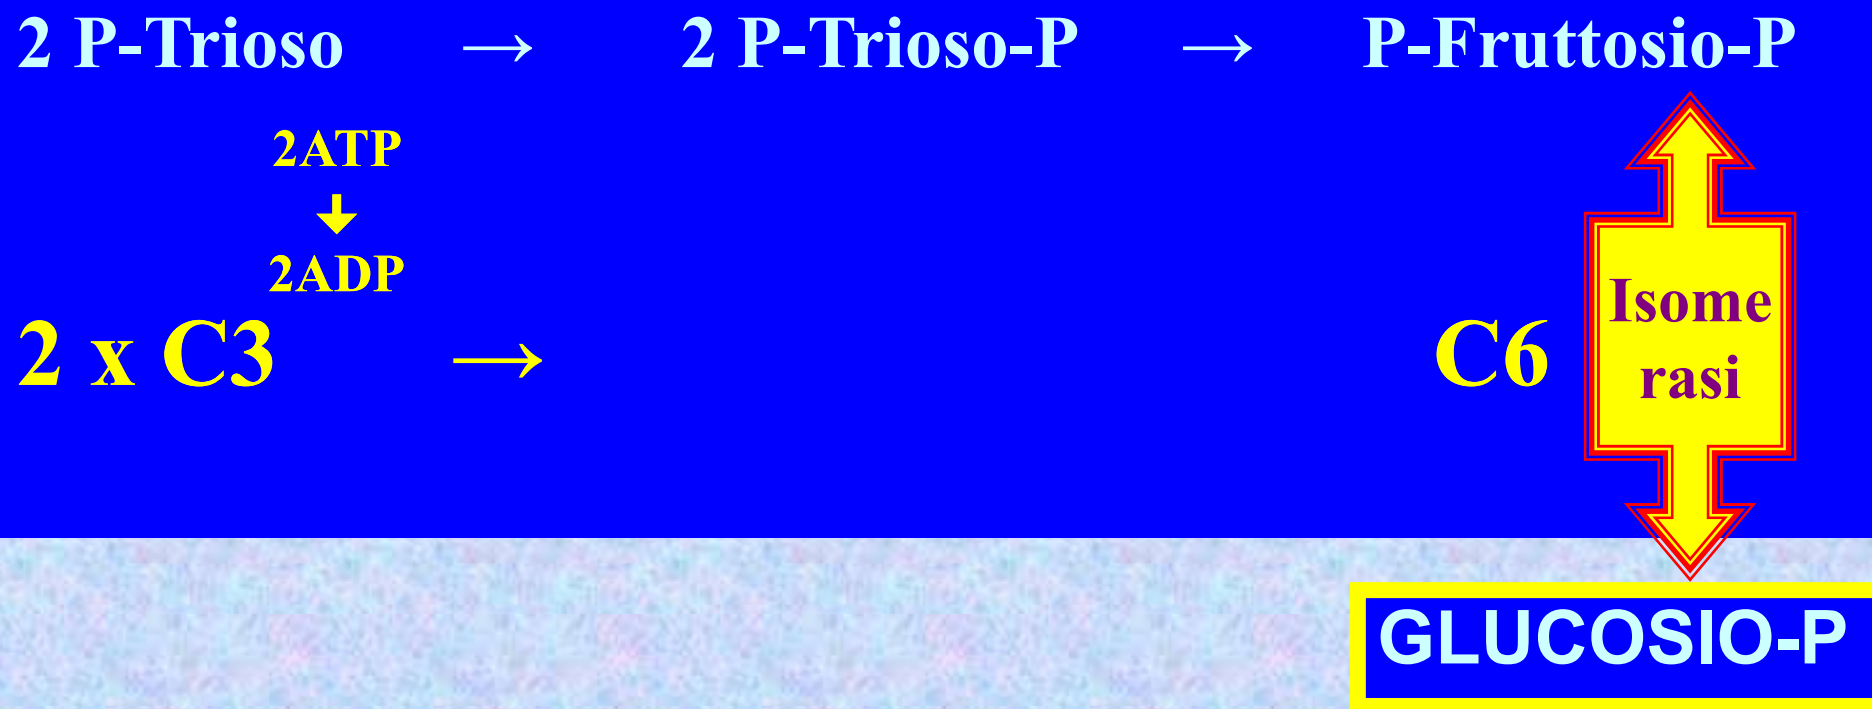 2 P-Trioso → 2 P-Trioso-P → P-Fruttosio-P
2ATP
2ADP
2 x C3 → C6
Isome
rasi
GLUCOSIO-P